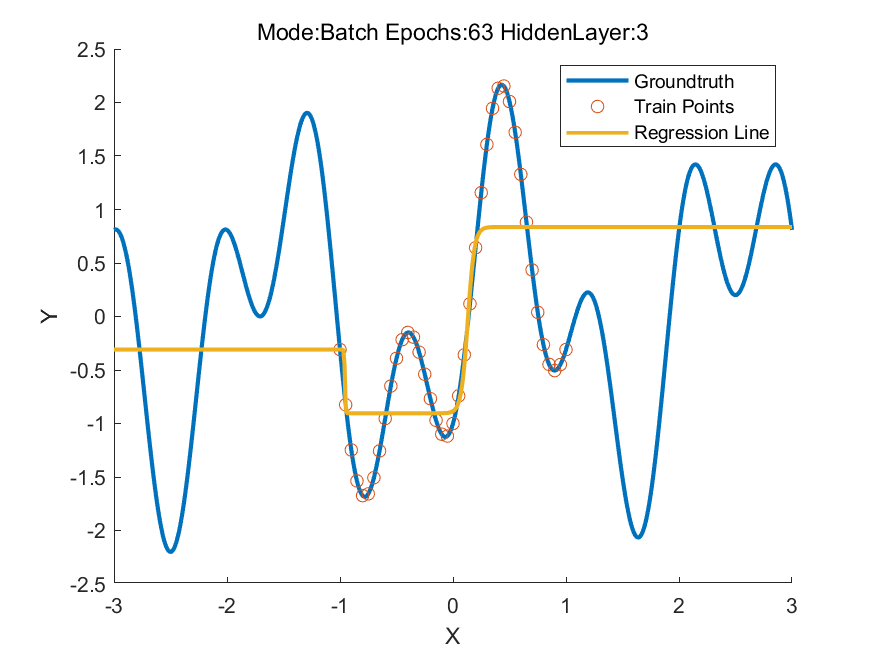 Mode:Batch Epochs:63 HiddenLayer:3
Groundtruth
Train Points
Regression Line
2.5
2
1.5
1
0.5
0
-0.5
-1
-1.5
-2
-2.5
Y
-3 -2 -1 0 1 2 3
X